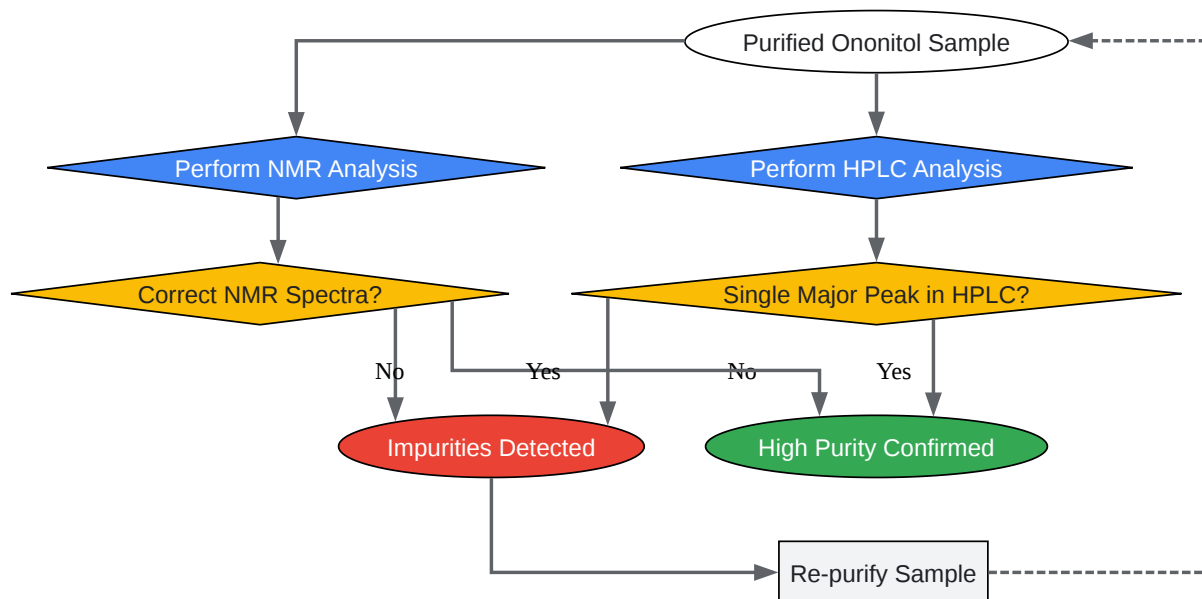 Purified Ononitol Sample
Perform NMR Analysis
Perform HPLC Analysis
Correct NMR Spectra?
Single Major Peak in HPLC?
No
Yes
No
Yes
Impurities Detected
High Purity Confirmed
Re-purify Sample